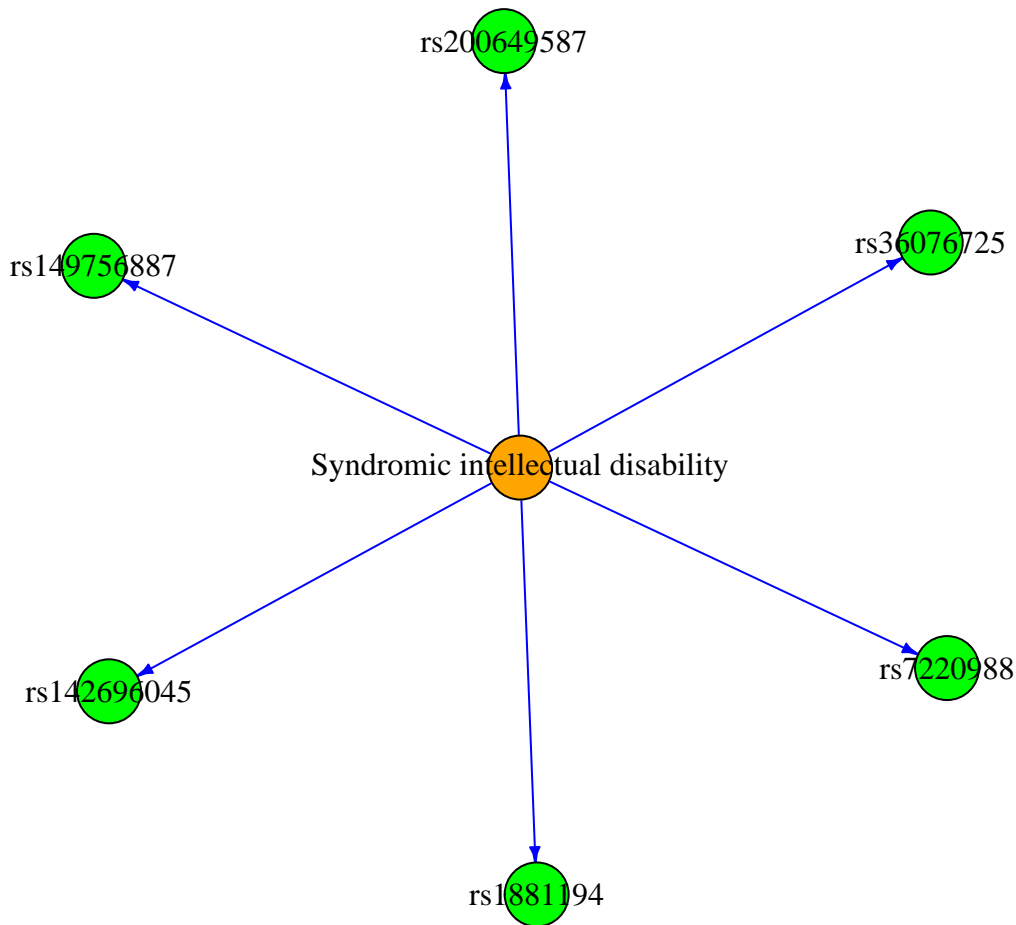 rs200649587
rs36076725
rs149756887
Syndromic intellectual disability
rs7220988
rs142696045
rs1881194